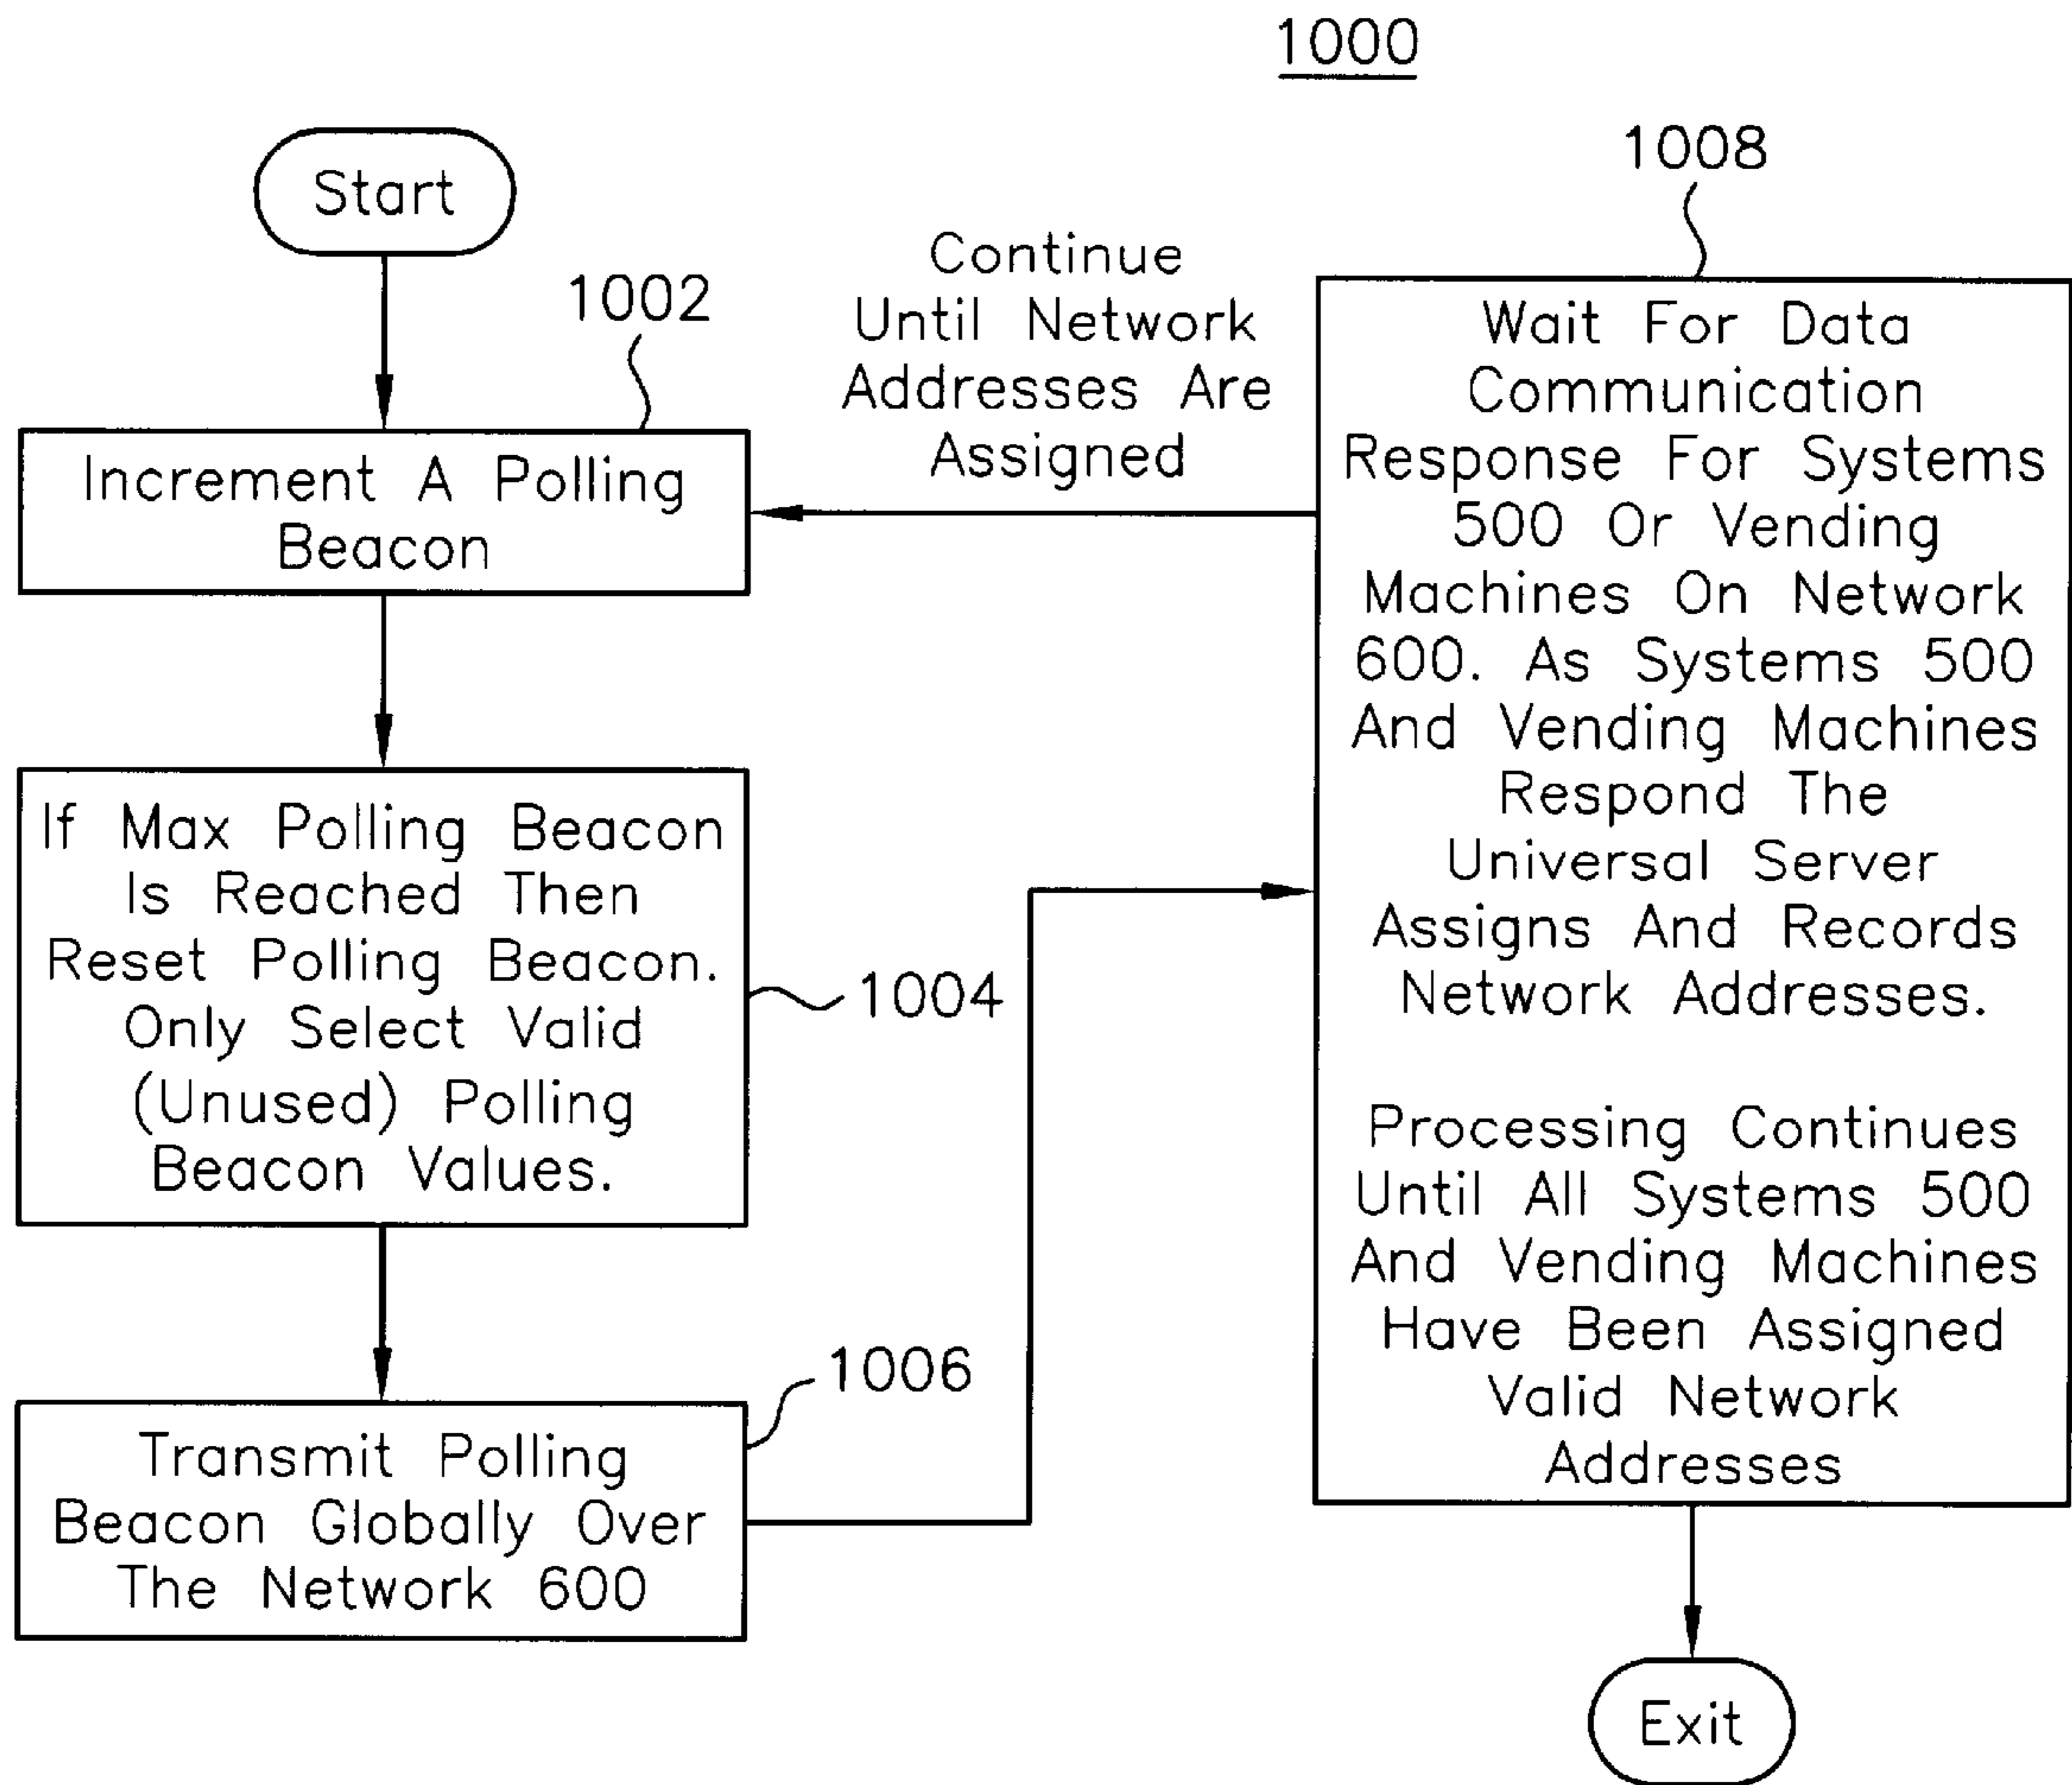 1000
Start
1002
Increment A Polling
Beacon
If Max Polling Beacon
Is Reached Then
Reset Polling Beacon.
Only Select Valid
(Unused) Polling
Beacon Values.
1004
1006
Transmit Polling
Beacon Globally Over
The Network 600
Continue
Until Network
Addresses Are
Assigned
1008
Wait For Data
Communication
Response For Systems
500 Or Vending
Machines On Network
600. As Systems 500
And Vending Machines
Respond The
Universal Server
Assigns And Records
Network Addresses.
Processing Continues
Until All Systems 500
And Vending Machines
Have Been Assigned
Valid Network
Addresses
Exit